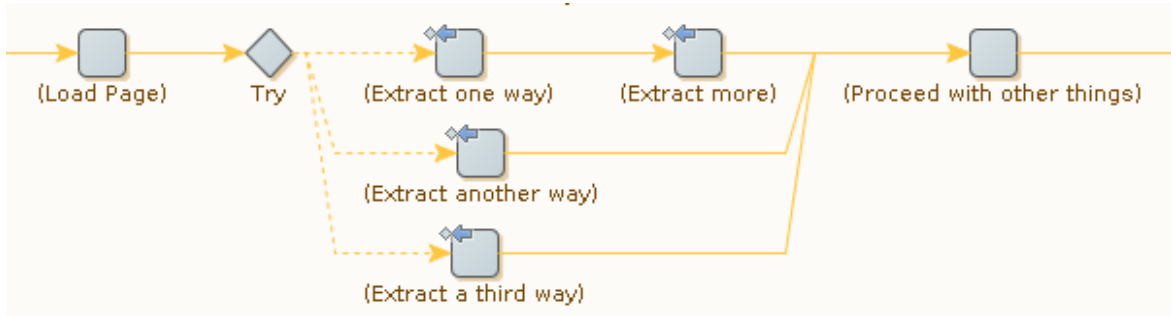 (Load Page)
Try
(Extract one way)
(Extract more)
(Proceed with other things)
(Extract another way)
(Extract a third way)